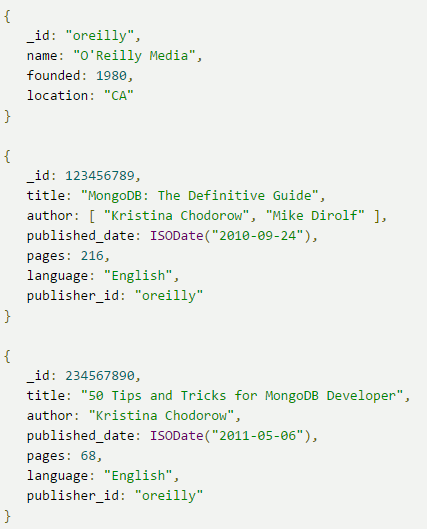 {
   _id: "oreilly",
   name: "O'Reilly Media",
   founded: 1980,
   location: "CA"
}

{
   _id: 123456789,
   title: "MongoDB: The Definitive Guide",
   author: [ "Kristina Chodorow", "Mike Dirolf" ],
   published_date: ISODate("2010-09-24"),
   pages: 216,
   language: "English",
   publisher_id: "oreilly"
}

{
   _id: 234567890,
   title: "50 Tips and Tricks for MongoDB Developer",
   author: "Kristina Chodorow",
   published_date: ISODate("2011-05-06"),
   pages: 68,
   language: "English",
   publisher_id: "oreilly"
}